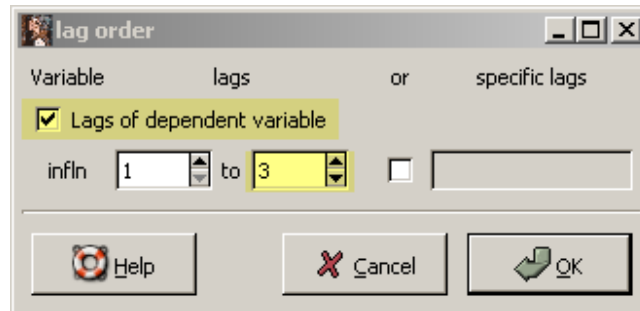 lag order
Variable lags or specific lags
Lags of dependent variable
infln 1 to 3
Help Cancel OK